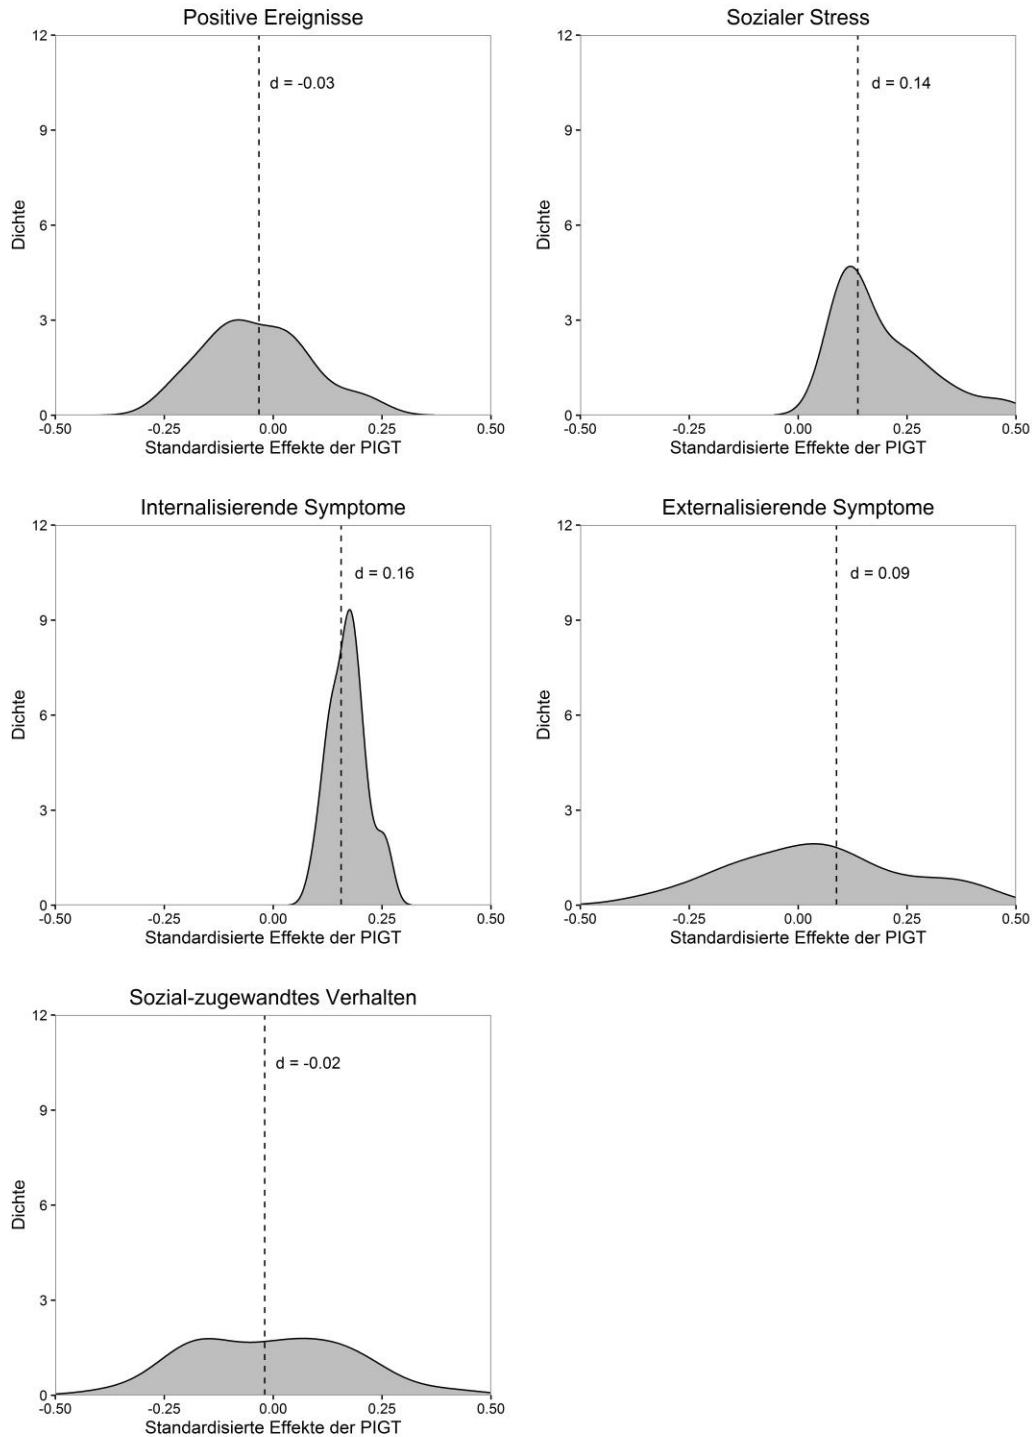 Positive Ereignisse
12
9
6
3
0
Dichte
d = -0.03
-0.50
-0.25
0.00
0.25
0.50
Standardisierte Effekte der PIGT
Sozialer Stress
12
9
6
3
0
Dichte
d = 0.14
-0.50
-0.25
0.00
0.25
0.50
Standardisierte Effekte der PIGT
Internalisierende Symptome
12
9
6
3
0
Dichte
d = 0.16
-0.50
-0.25
0.00
0.25
0.50
Standardisierte Effekte der PIGT
Externalisierende Symptome
12
9
6
3
0
Dichte
d = 0.09
-0.50
-0.25
0.00
0.25
0.50
Standardisierte Effekte der PIGT
Sozial-zugewandtes Verhalten
12
9
6
3
0
Dichte
d = -0.02
-0.50
-0.25
0.00
0.25
0.50
Standardisierte Effekte der PIGT